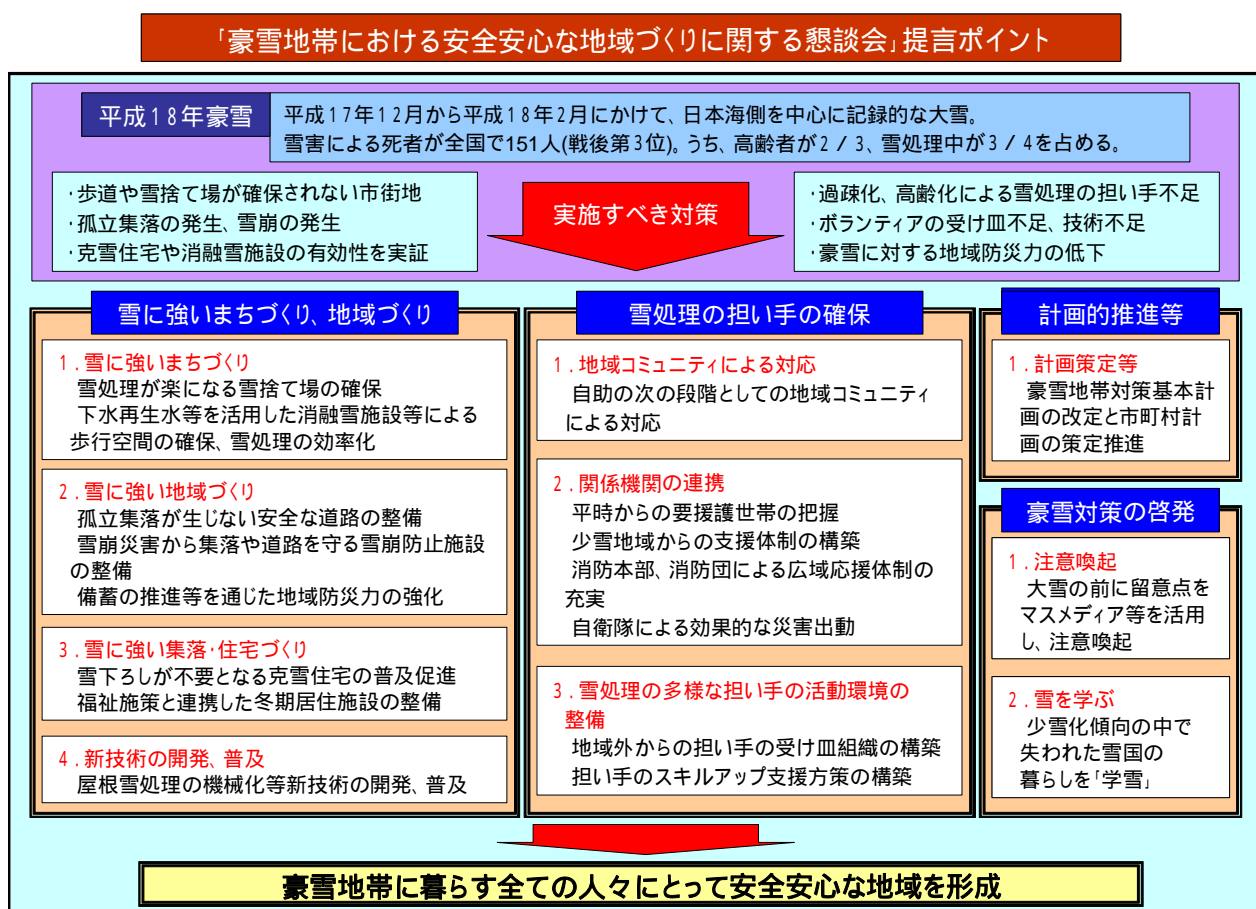 「豪雪地帯における安全安心な地域づくりに関する懇談会」提言ポイント
平成18年豪雪
平成17年12月から平成18年2月にかけて、日本海側を中心に記録的な大雪。
雪害による死者が全国で151人(戦後第3位)。うち、高齢者が2/3、雪処理中が3/4を占める。
・歩道や雪捨て場が確保されない市街地
・孤立集落の発生、雪崩の発生
・克雪住宅や消融雪施設の有効性を実証
実施すべき対策
・過疎化、高齢化による雪処理の担い手不足
・ボランティアの受け皿不足、技術不足
・豪雪に対する地域防災力の低下
雪に強いまちづくり、地域づくり
1.雪に強いまちづくり
雪処理が楽になる雪捨て場の確保
下水再生水等を活用した消融雪施設等による
歩行空間の確保、雪処理の効率化
2.雪に強い地域づくり
孤立集落が生じない安全な道路の整備
雪崩災害から集落や道路を守る雪崩防止施設
の整備
備蓄の推進等を通じた地域防災力の強化
3.雪に強い集落・住宅づくり
雪下ろしが不要となる克雪住宅の普及促進
福祉施策と連携した冬期居住施設の整備
4.新技術の開発、普及
屋根雪処理の機械化等新技術の開発、普及
雪処理の担い手の確保
1.地域コミュニティによる対応
自助の次の段階としての地域コミュニティ
による対応
2.関係機関の連携
平時からの要援護世帯の把握
少雪地域からの支援体制の構築
消防本部、消防団による広域応援体制の
充実
自衛隊による効果的な災害出動
3.雪処理の多様な担い手の活動環境の
整備
地域外からの担い手の受け皿組織の構築
担い手のスキルアップ支援方策の構築
計画的推進等
1.計画策定等
豪雪地帯対策基本計
画の改定と市町村計
画の策定推進
豪雪対策の啓発
1.注意喚起
大雪の前に留意点を
マスメディア等を活用
し、注意喚起
2.雪を学ぶ
少雪化傾向の中で
失われた雪国の
暮らしを「学雪」
豪雪地帯に暮らす全ての人々にとって安全安心な地域を形成